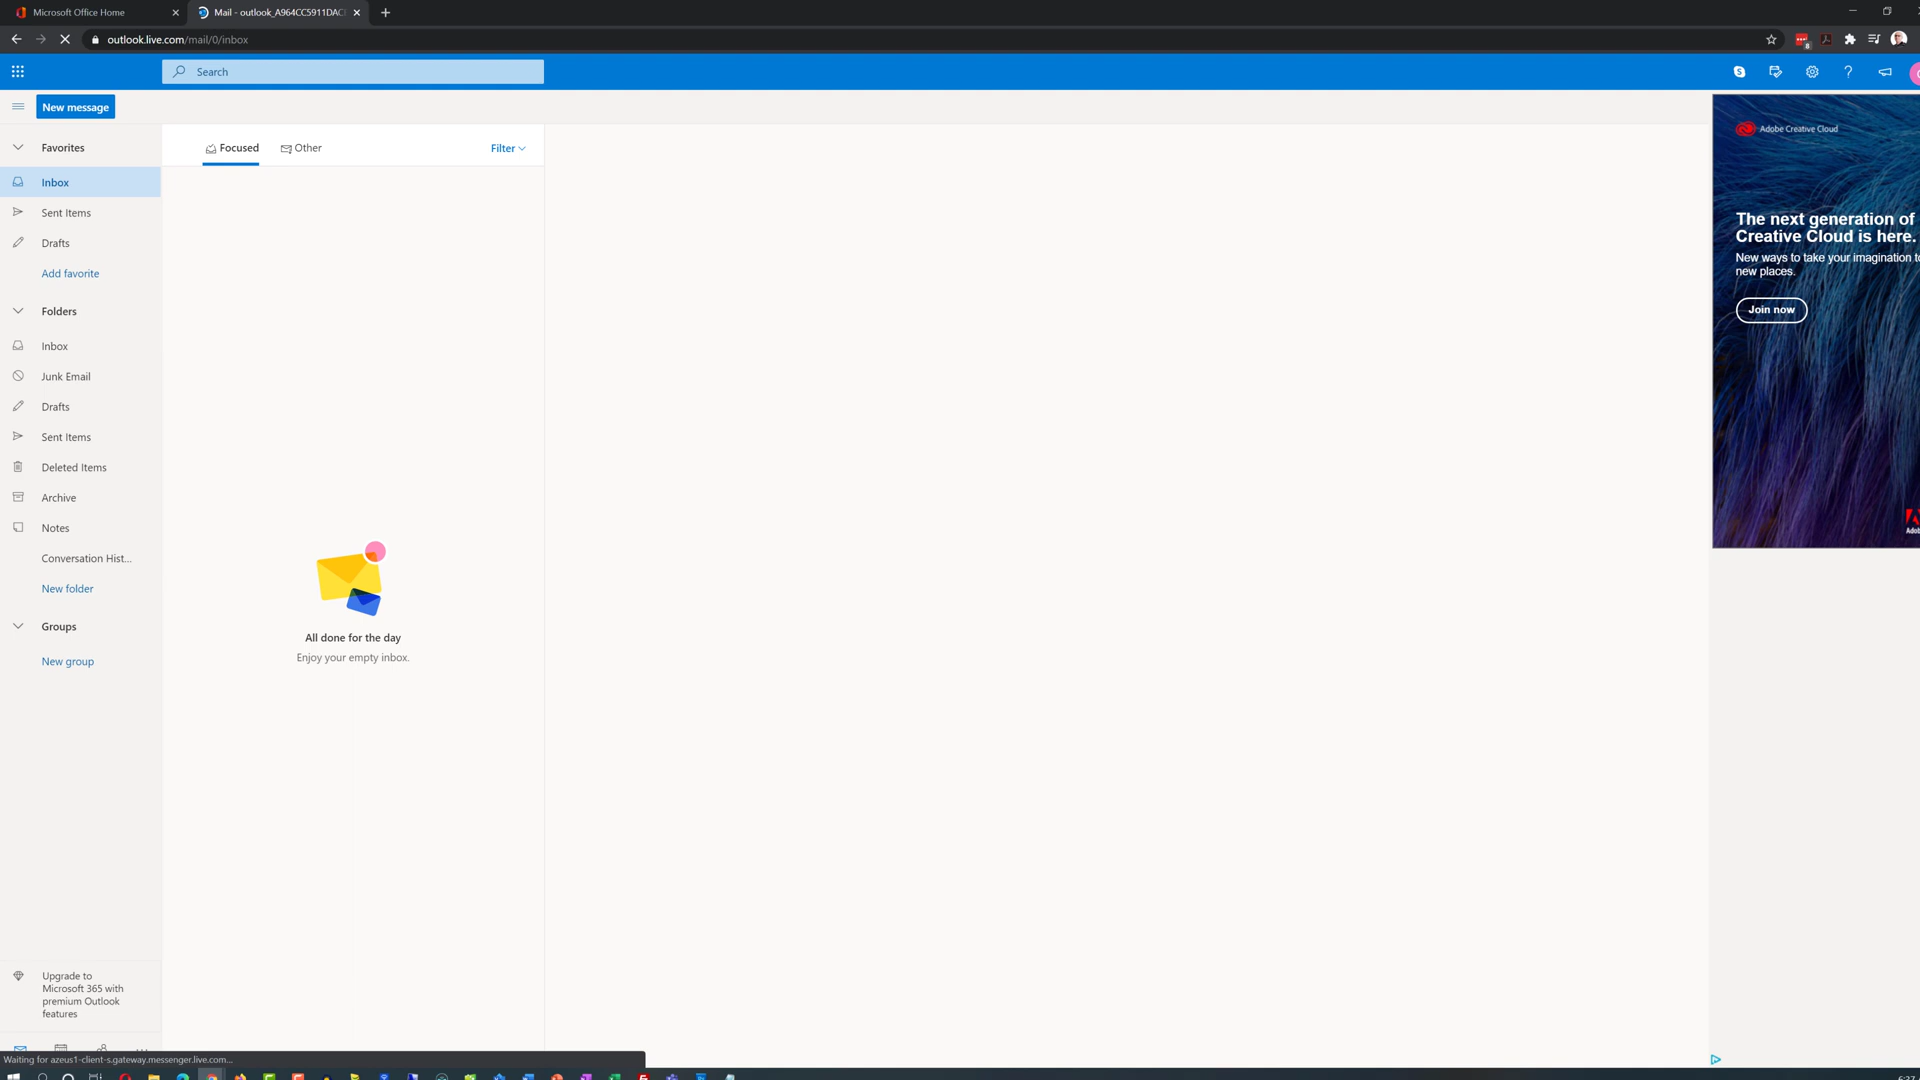 Microsoft Office Home
Mail - outlook_A964CC5911DAC
outlook.live.com/mail/0/inbox
Search
New message
Favorites
Inbox
Sent Items
Drafts
Add favorite
Folders
Inbox
Junk Email
Drafts
Sent Items
Deleted Items
Archive
Notes
Conversation Hist...
New folder
Groups
New group
Upgrade to
Microsoft 365 with
premium Outlook
features
Focused
Other
Filter
All done for the day
Enjoy your empty inbox.
Adobe Creative Cloud
The next generation of
Creative Cloud is here.
New ways to take your imagination
new places.
Join now
Waiting for azeus1-client-s.gateway.messenger.live.com...